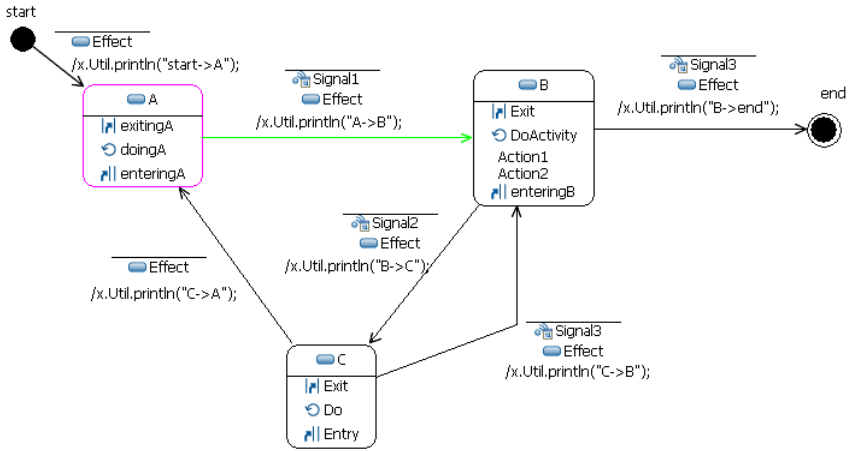 start
Effect
/x.Util.println("start->A");
A
exitingA
doingA
enteringA
Signal1
Effect
/x.Util.println("A->B");
B
Exit
DoActivity
Action1
Action2
enteringB
Signal3
Effect
/x.Util.println("B->end");
end
Signal2
Effect
/x.Util.println("B->C");
Effect
/x.Util.println("C->A");
C
Exit
Do
Entry
Signal3
Effect
/x.Util.println("C->B");